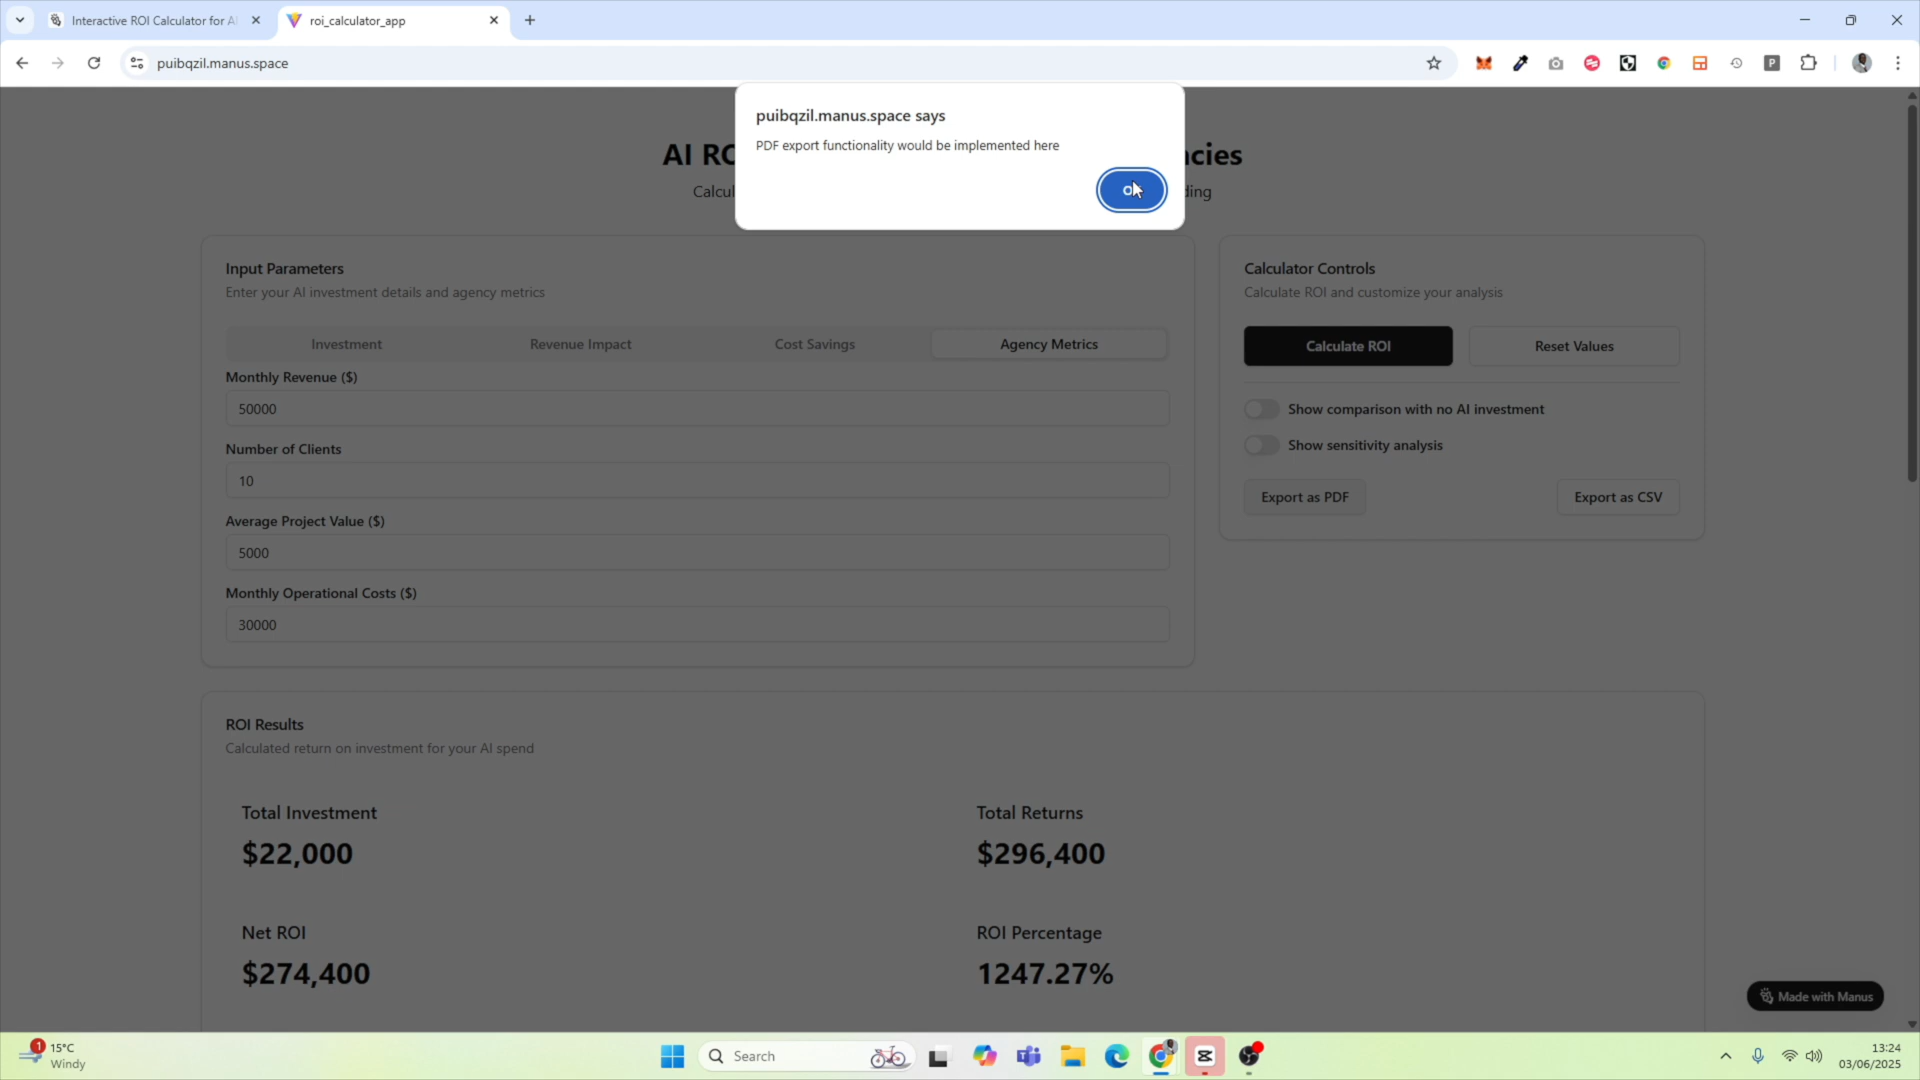 Interactive ROI Calculator for AI
roi_calculator_app
puibqzil.manus.space
P
puibqzil.manus.space says
PDF export functionality would be implemented here
AI RO
cies
Calcul
ding
Input Parameters
Enter your AI investment details and agency metrics
Investment
Revenue Impact
Cost Savings
Agency Metrics
Monthly Revenue ($)
50000
Number of Clients
10
Average Project Value ($)
5000
Monthly Operational Costs ($)
30000
Calculator Controls
Calculate ROI and customize your analysis
Calculate ROI
Reset Values
Show comparison with no AI investment
Show sensitivity analysis
Export as PDF
Export as CSV
ROI Results
Calculated return on investment for your AI spend
Total Investment
$22,000
Total Returns
$296,400
Net ROI
$274,400
ROI Percentage
1247.27%
Made with Manus
1
15°C
Windy
Search
13:24
03/06/2025